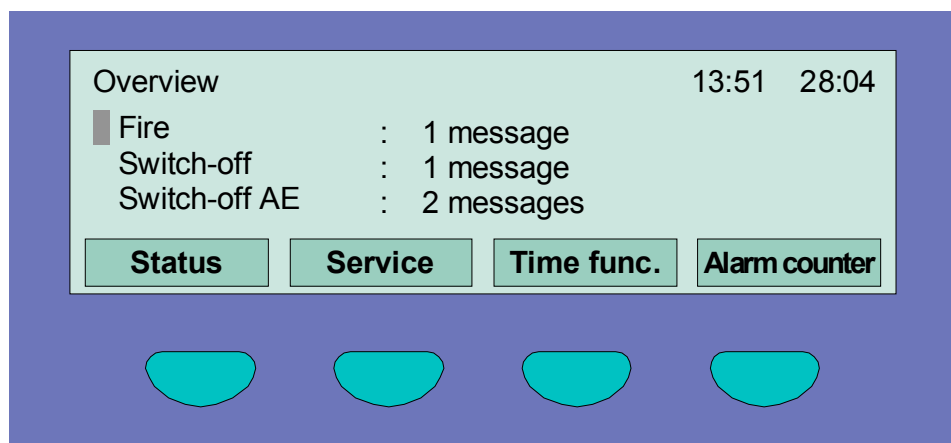 Overview 13:51 28:04
Fire : 1 message
Switch-off : 1 message
Switch-off AE : 2 messages
Status Service Time func. Alarm counter